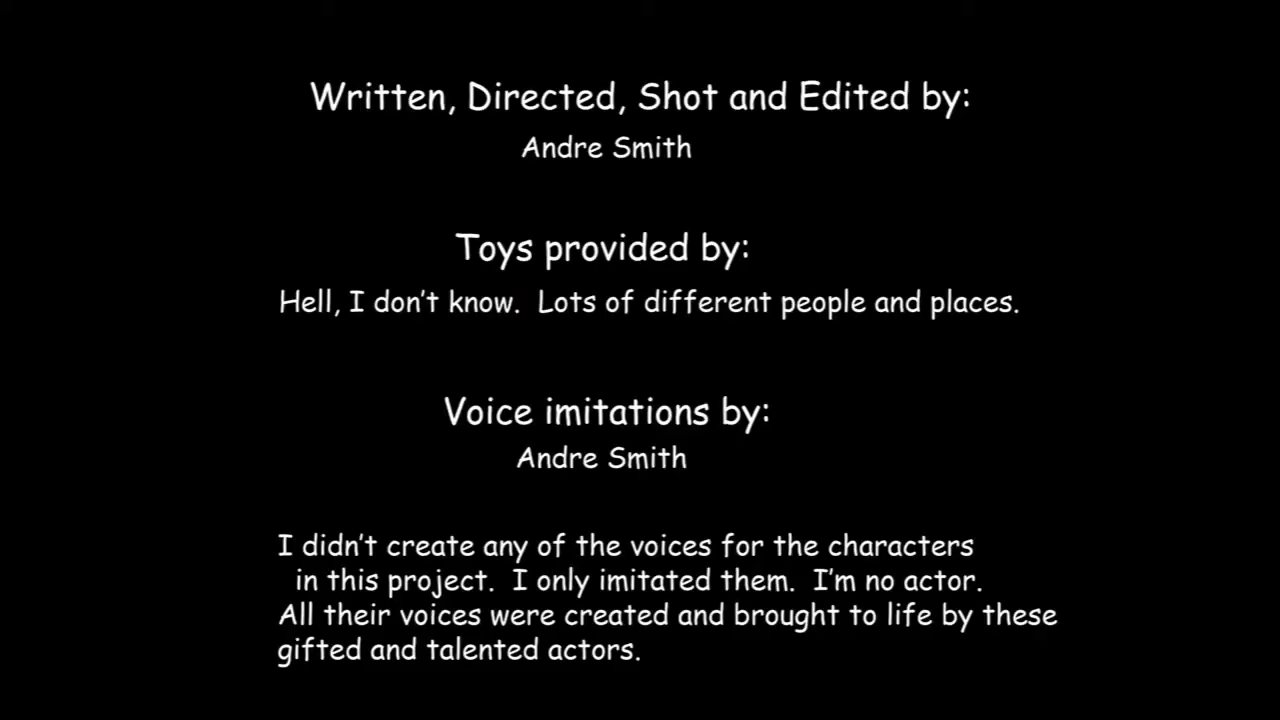 Written, Directed, Shot and Edited by:
Andre Smith
Toys provided by:
Hell, I don't know.  Lots of different people and places.
Voice imitations by:
Andre Smith
I didn't create any of the voices for the characters
in this project.  I only imitated them.  I'm no actor.
All their voices were created and brought to life by these
gifted and talented actors.